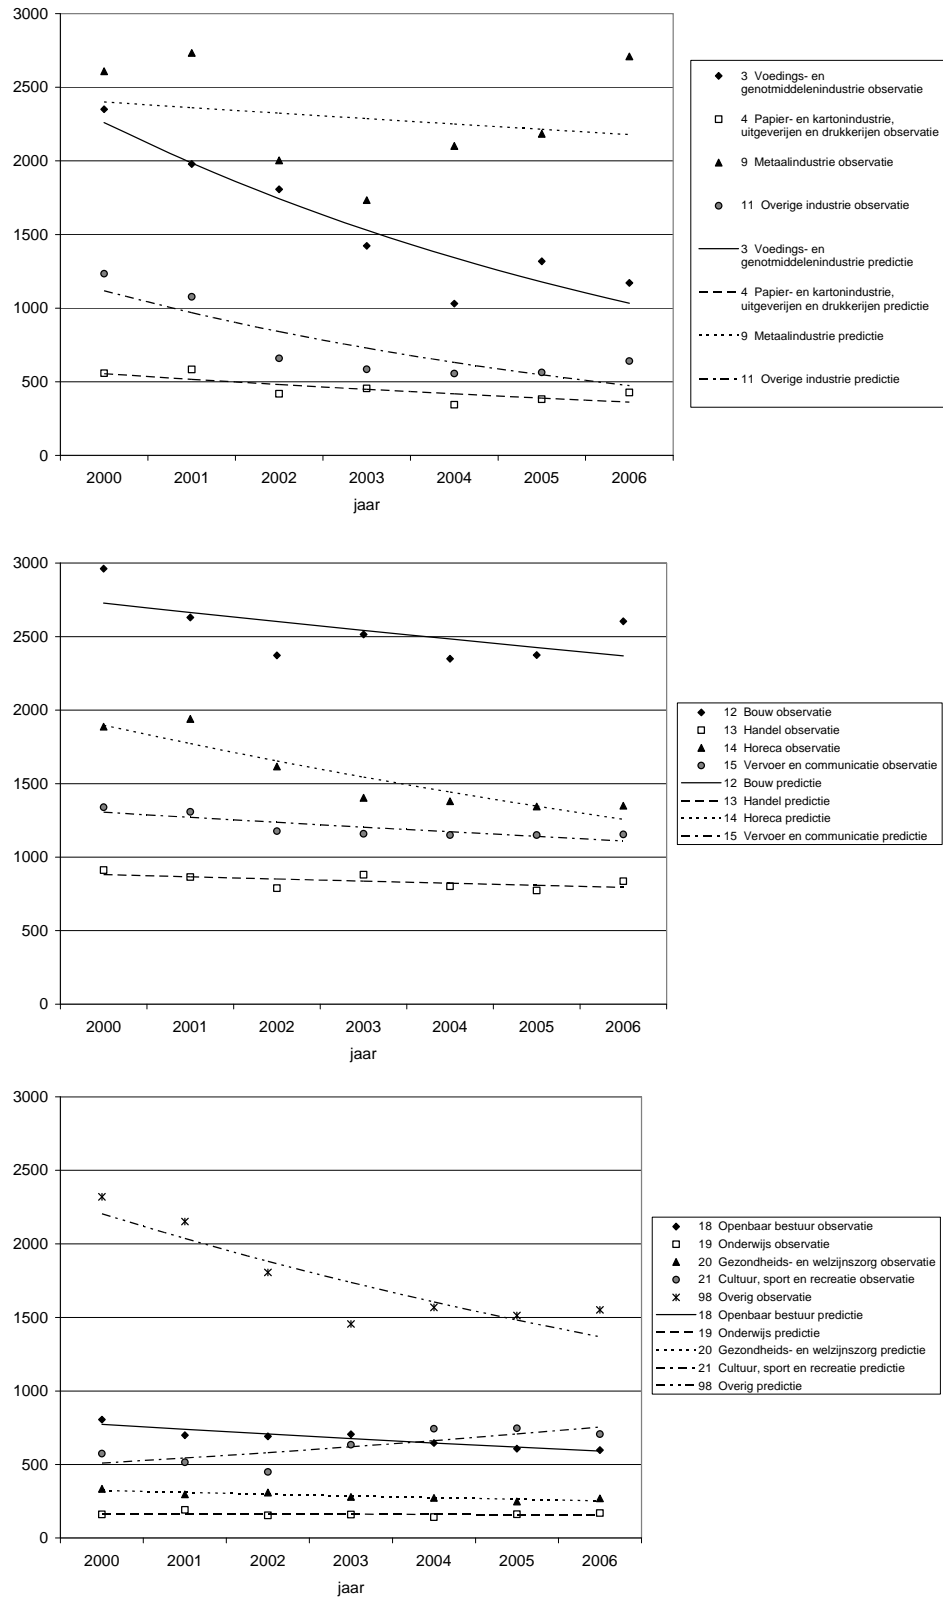 3000
2500
2000
1500
1000
500
0
2000 2001 2002 2003 2004 2005 2006
jaar
3 Voedings- en
genotmiddelenindustrie observatie
4 Papier- en kartonindustrie,
uitgeverijen en drukkerijen observatie
9 Metaalindustrie observatie
11 Overige industrie observatie
3 Voedings- en
genotmiddelenindustrie predictie
4 Papier- en kartonindustrie,
uitgeverijen en drukkerijen predictie
9 Metaalindustrie predictie
11 Overige industrie predictie
3000
2500
2000
1500
1000
500
0
2000 2001 2002 2003 2004 2005 2006
jaar
12 Bouw observatie
13 Handel observatie
14 Horeca observatie
15 Vervoer en communicatie observatie
12 Bouw predictie
13 Handel predictie
14 Horeca predictie
15 Vervoer en communicatie predictie
3000
2500
2000
1500
1000
500
0
2000 2001 2002 2003 2004 2005 2006
jaar
18 Openbaar bestuur observatie
19 Onderwijs observatie
20 Gezondheids- en welzijnszorg observatie
21 Cultuur, sport en recreatie observatie
98 Overig observatie
18 Openbaar bestuur predictie
19 Onderwijs predictie
20 Gezondheids- en welzijnszorg predictie
21 Cultuur, sport en recreatie predictie
98 Overig predictie